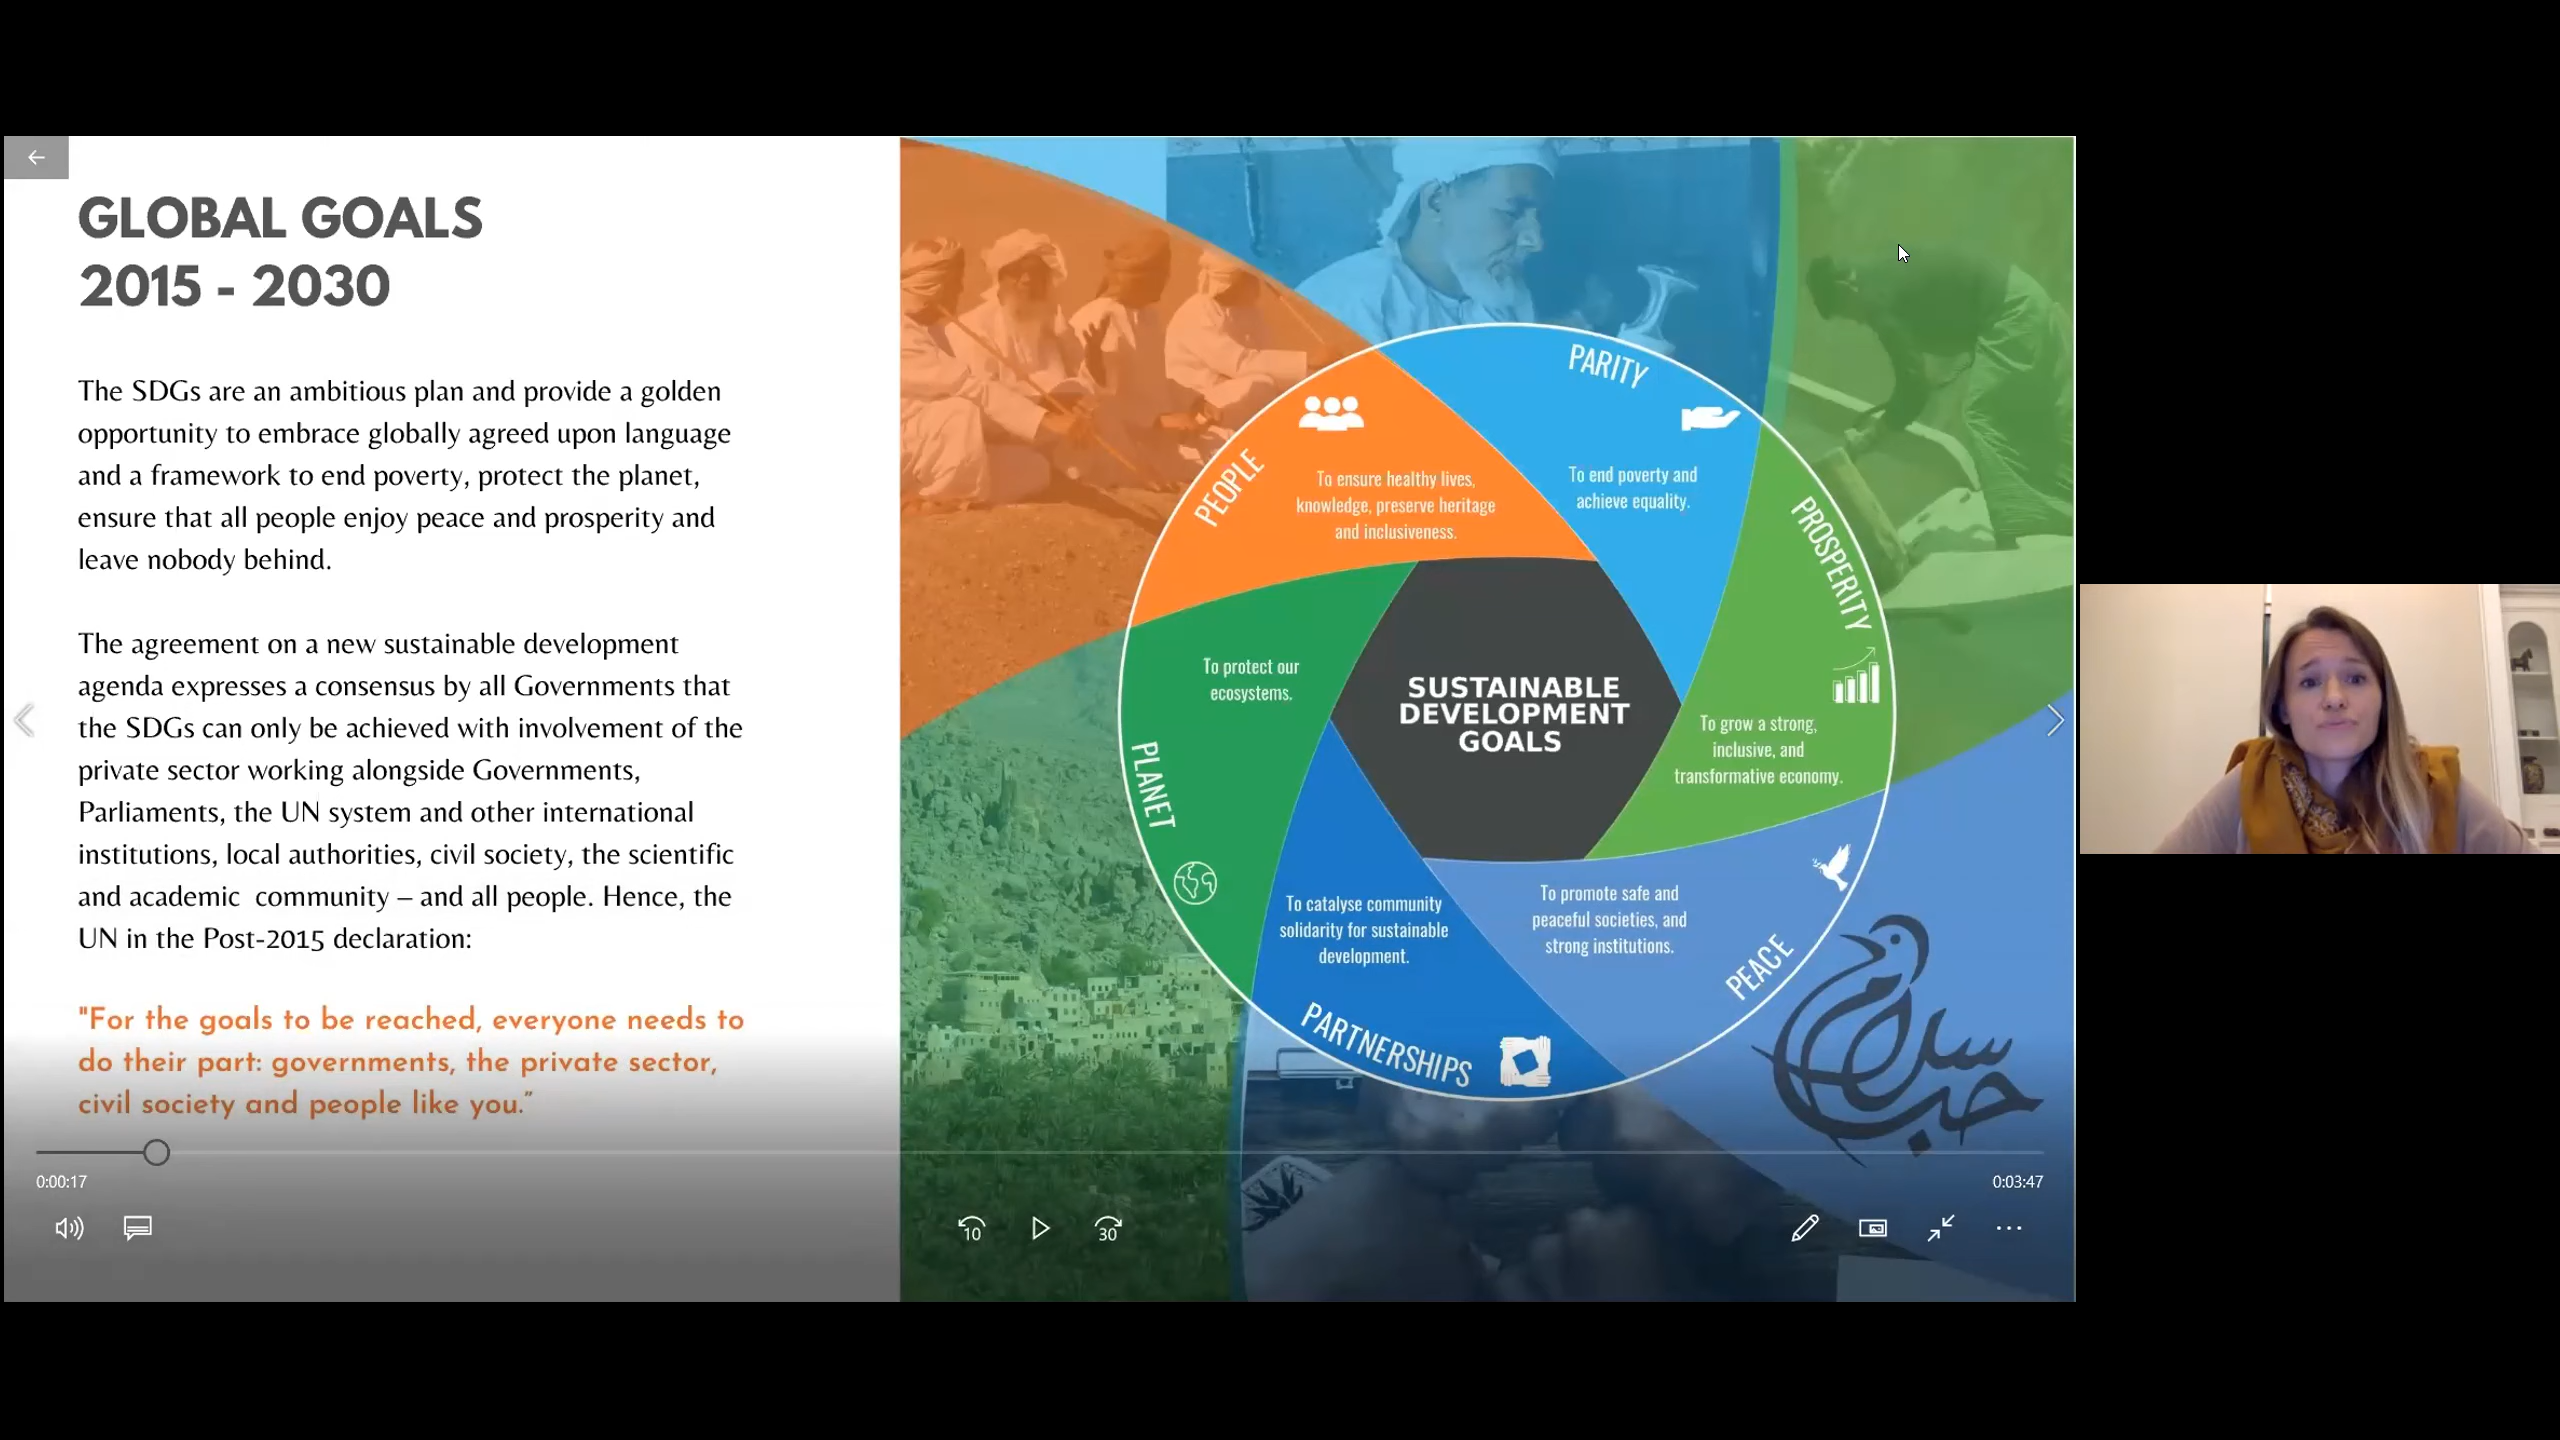 GLOBAL GOALS
2015 - 2030
The SDGs are an ambitious plan and provide a golden
opportunity to embrace globally agreed upon language
and a framework to end poverty, protect the planet,
ensure that all people enjoy peace and prosperity and
leave nobody behind.
The agreement on a new sustainable development
agenda expresses a consensus by all Governments that
the SDGs can only be achieved with involvement of the
private sector working alongside Governments,
Parliaments, the UN system and other international
institutions, local authorities, civil society, the scientific
and academic  community – and all people. Hence, the
UN in the Post-2015 declaration:
"For the goals to be reached, everyone needs to
do their part: governments, the private sector,
civil society and people like you.”
PEOPLE
To ensure healthy lives,
knowledge, preserve heritage
and inclusiveness.
PARITY
To end poverty and
achieve equality.
PROSPERITY
To grow a strong,
inclusive, and
transformative economy.
PEACE
To promote safe and
peaceful societies, and
strong institutions.
PARTNERSHIPS
To catalyse community
solidarity for sustainable
development.
PLANET
To protect our
ecosystems.
SUSTAINABLE
DEVELOPMENT
GOALS
سلام
حب
0:00:17
0:03:47
10
30